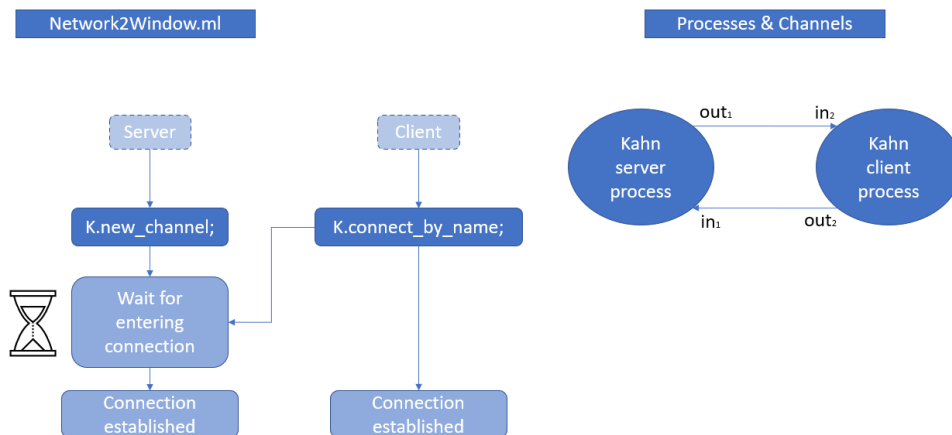 Network2Window.ml
Processes & Channels
Server
Client
K.new_channel;
K.connect_by_name;
Wait for
entering
connection
Connection
established
Connection
established
out₁
in₂
Kahn
server
process
Kahn
client
process
in₁
out₂